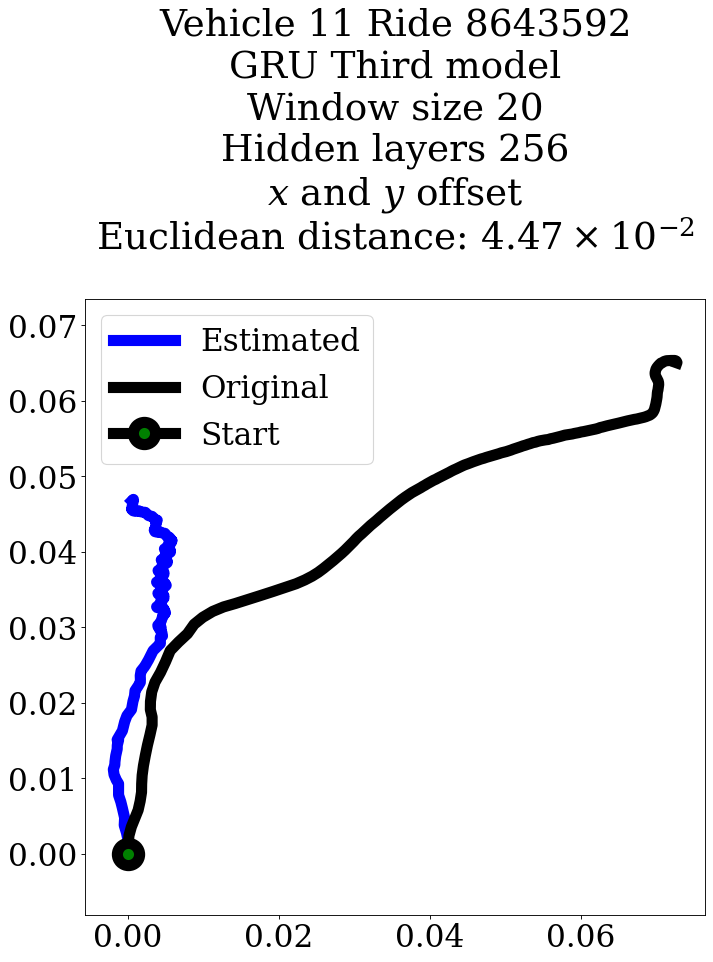 Vehicle 11 Ride 8643592
GRU Third model
Window size 20
Hidden layers 256
x and y offset
Euclidean distance: 4.47 × 10⁻²
Estimated
Original
Start
0.07
0.06
0.05
0.04
0.03
0.02
0.01
0.00
0.00 0.02 0.04 0.06